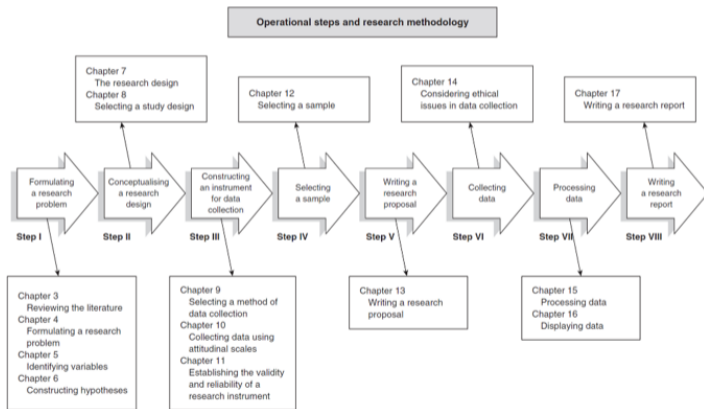 Operational steps and research methodology
Chapter 7
The research design
Chapter 8
Selecting a study design
Chapter 12
Selecting a sample
Chapter 14
Considering ethical
issues in data collection
Chapter 17
Writing a research report
Formulating
a research
problem
Conceptualising
a research
design
Constructing
an instrument
for data
collection
Selecting
a sample
Writing
a research
proposal
Collecting
data
Processing
data
Writing
a research
report
Step I
Step II
Step III
Step IV
Step V
Step VI
Step VII
Step VIII
Chapter 3
Reviewing the literature
Chapter 4
Formulating a research
problem
Chapter 5
Identifying variables
Chapter 6
Constructing hypotheses
Chapter 9
Selecting a method of
data collection
Chapter 10
Collecting data using
attitudinal scales
Chapter 11
Establishing the validity
and reliability of a
research instrument
Chapter 13
Writing a research
proposal
Chapter 15
Processing data
Chapter 16
Displaying data